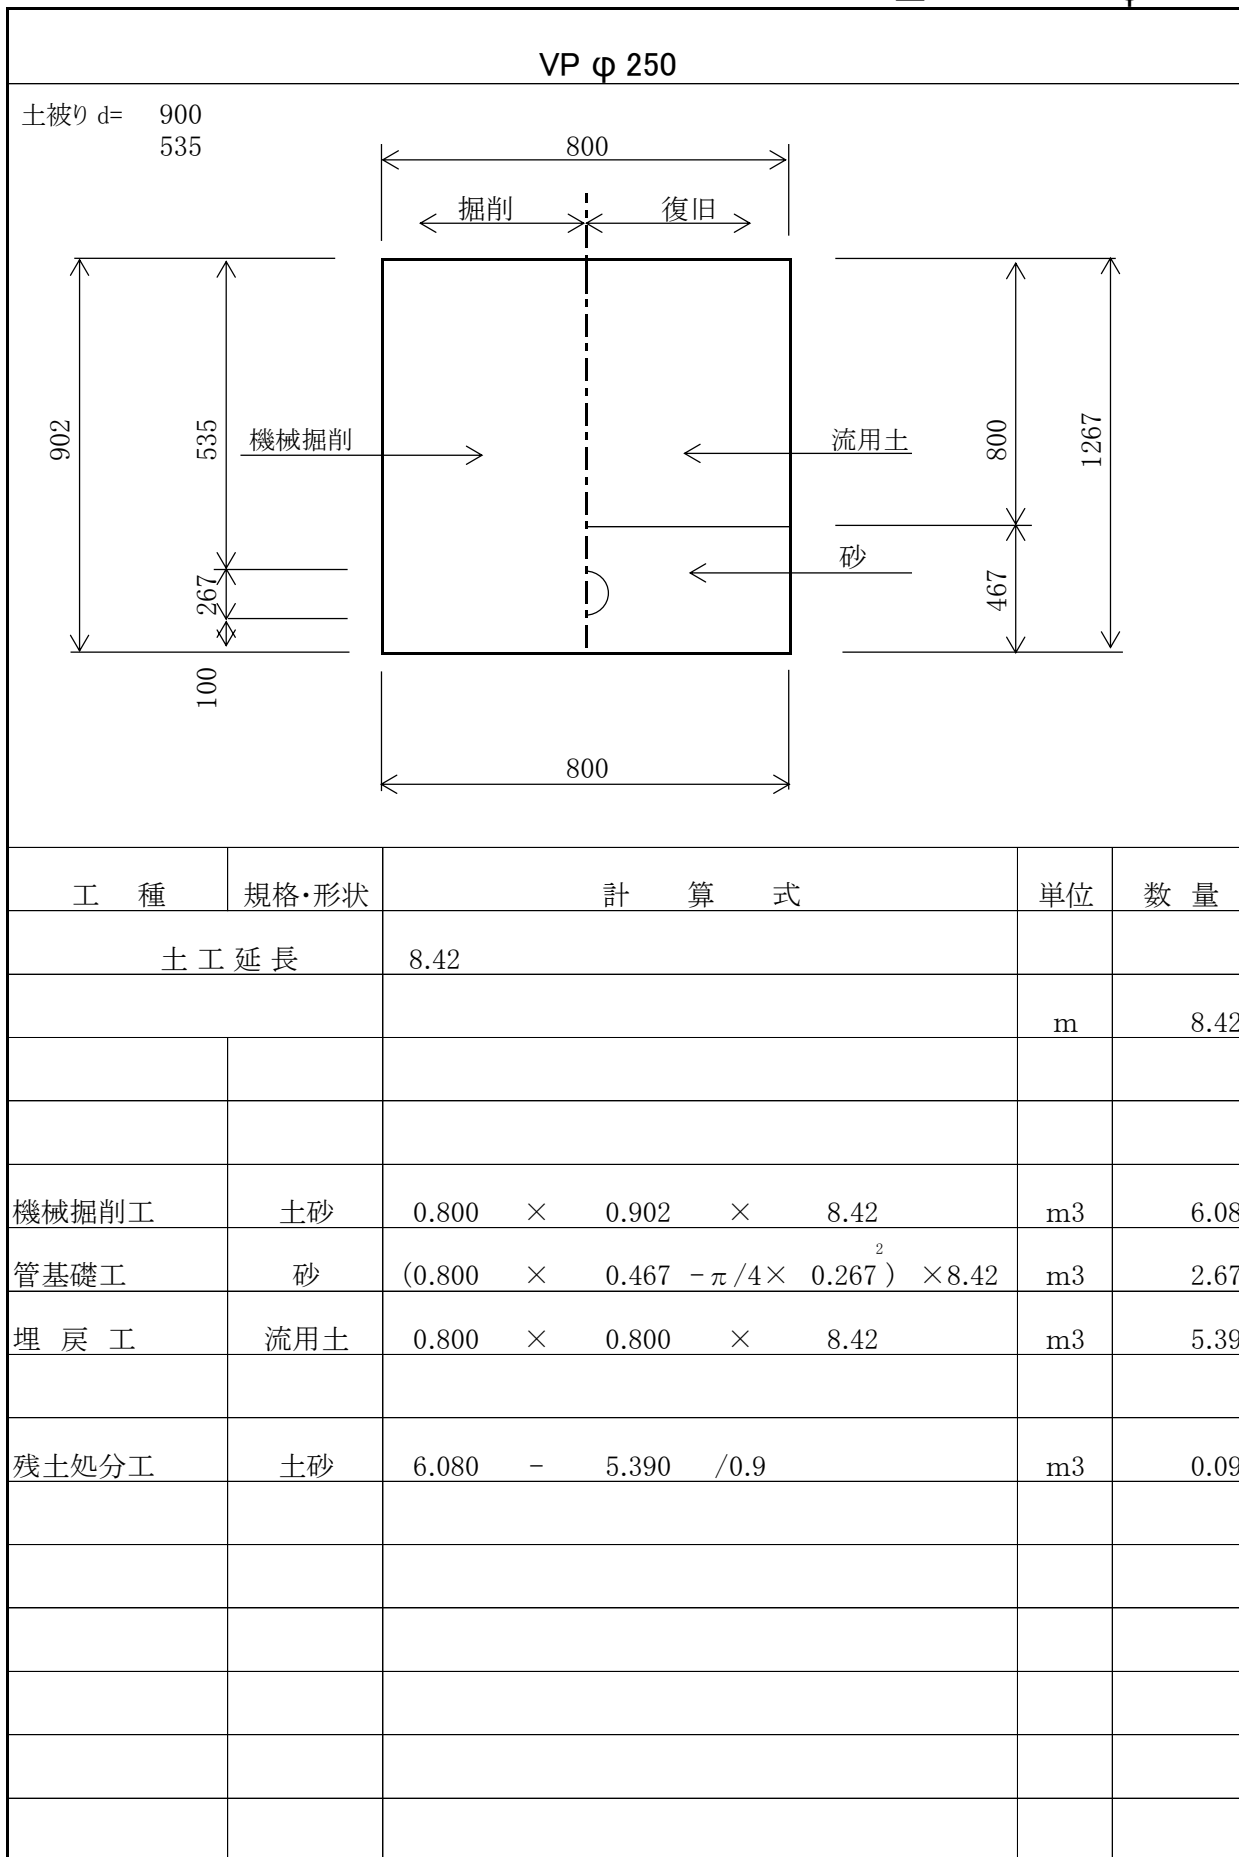 VP φ 250
土被り d= 900
535
800
掘削 復旧
902
535
機械掘削
流用土
800
1267
砂
267
467
100
800
工 種 規格・形状 計 算 式 単位 数 量
土 工 延 長 8.42
m 8.42
機械掘削工 土砂 0.800 × 0.902 × 8.42 m3 6.08
管基礎工 砂 (0.800 × 0.467 -π/4× 0.267²) ×8.42 m3 2.67
埋 戻 工 流用土 0.800 × 0.800 × 8.42 m3 5.39
残土処分工 土砂 6.080 - 5.390 /0.9 m3 0.09